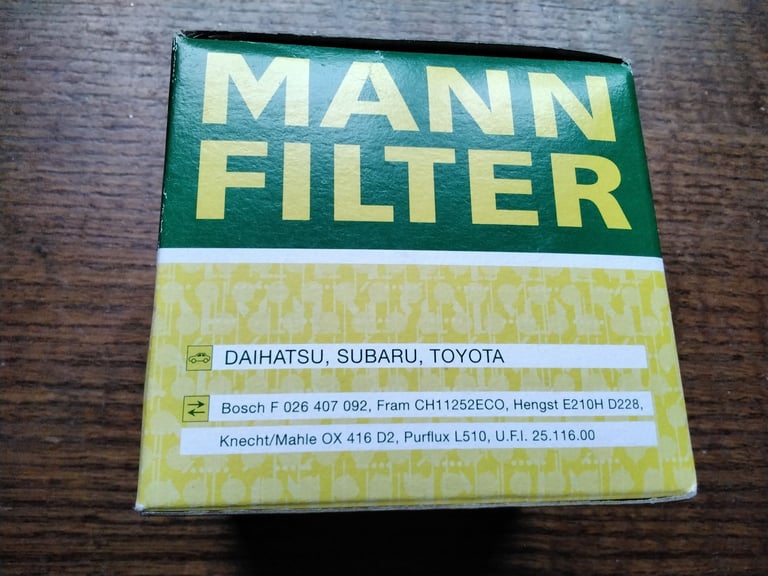 MANN
FILTER
DAIHATSU, SUBARU, TOYOTA
Bosch F 026 407 092, Fram CH11252ECO, Hengst E210H D228,
Knecht/Mahle OX 416 D2, Purflux L510, U.F.I. 25.116.00